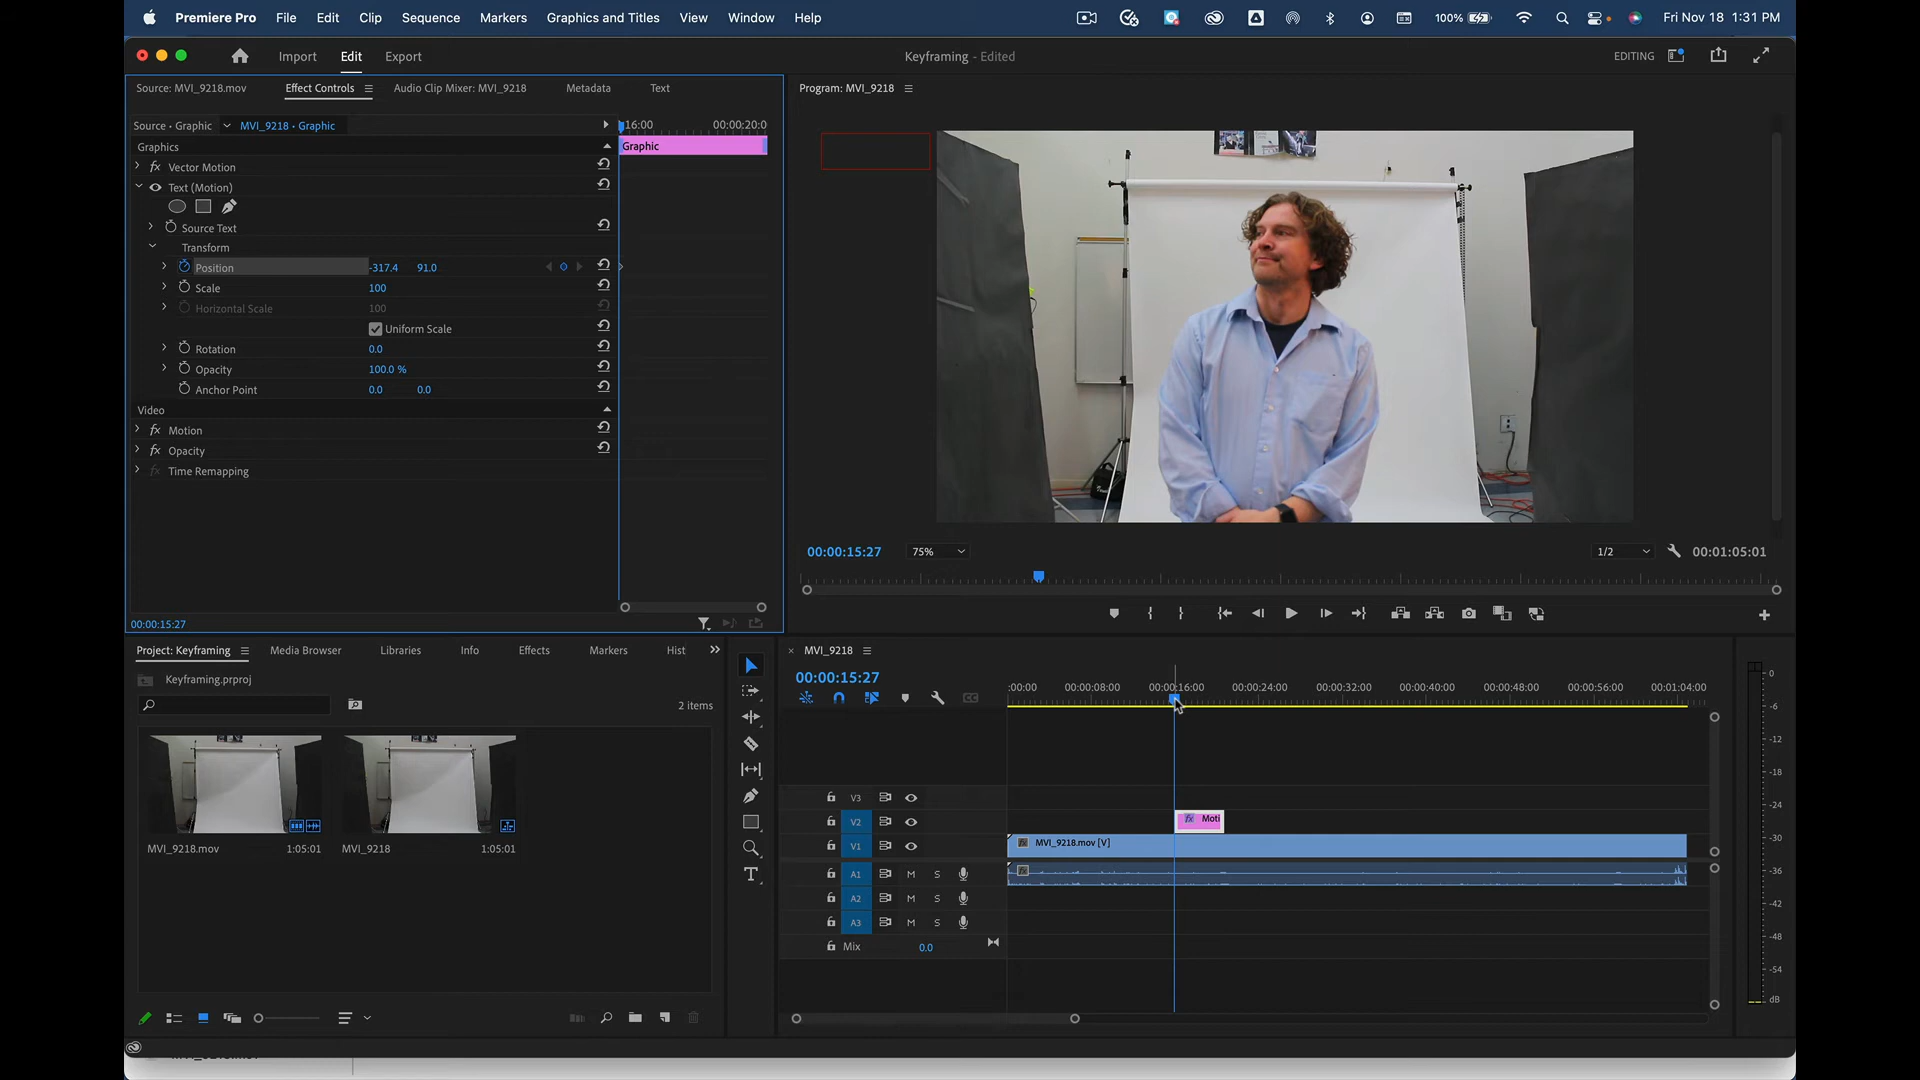 Premiere Pro File Edit Clip Sequence Markers Graphics and Titles View Window Help 100% Fri Nov 18 1:31 PM
Import Edit Export Keyframing - Edited EDITING
Source: MVI_9218.mov Effect Controls Audio Clip Mixer: MVI_9218 Metadata Text Program: MVI_9218
Source • Graphic MVI_9218 • Graphic 16:00 00:00:20:0
Graphics Graphic
Vector Motion
Text (Motion)
Source Text
Transform
Position -317.4 91.0
Scale 100
Horizontal Scale 100
Uniform Scale
Rotation 0.0
Opacity 100.0 %
Anchor Point 0.0 0.0
Video
Motion
Opacity
Time Remapping
00:00:15:27 75% 1/2 00:01:05:01
00:00:15:27
Project: Keyframing Media Browser Libraries Info Effects Markers Hist MVI_9218
Keyframing.prproj 00:00:15:27
:00:00 00:00:08:00 00:00:16:00 00:00:24:00 00:00:32:00 00:00:40:00 00:00:48:00 00:00:56:00 00:01:04:00
2 items
V3
V2 fx Moti
V1 MVI_9218.mov [V]
MVI_9218.mov 1:05:01 MVI_9218 1:05:01
A1 M S
A2 M S
A3 M S
Mix 0.0
0
-6
-12
-18
-24
-30
-36
-42
-48
-54
dB